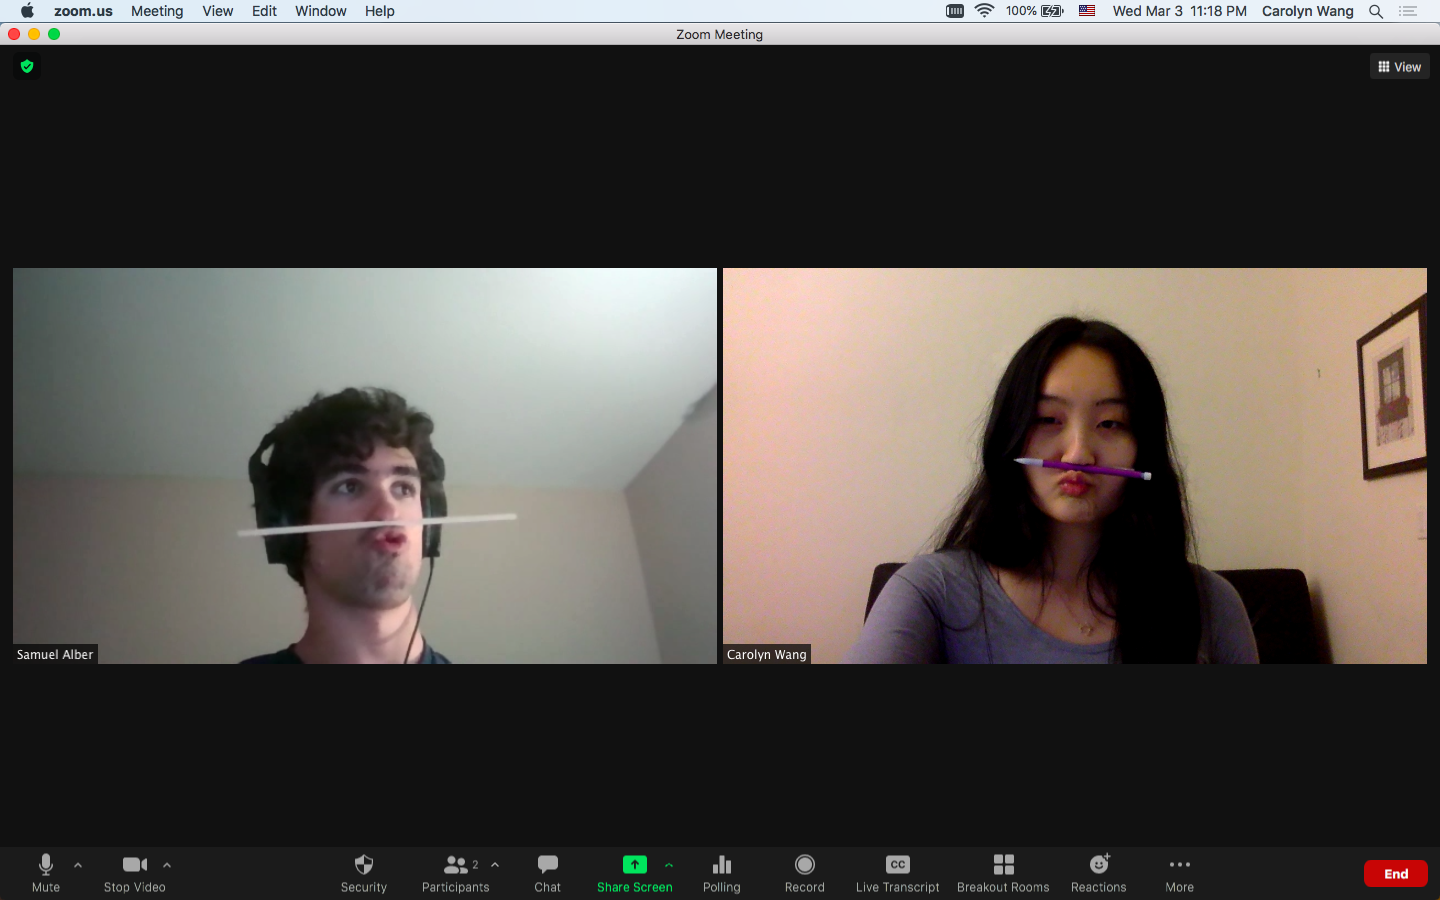 zoom.us Meeting View Edit Window Help 100% Wed Mar 3 11:18 PM Carolyn Wang
Zoom Meeting
View
Samuel Alber
Carolyn Wang
2
CC
Mute Stop Video Security Participants Chat Share Screen Polling Record Live Transcript Breakout Rooms Reactions More End